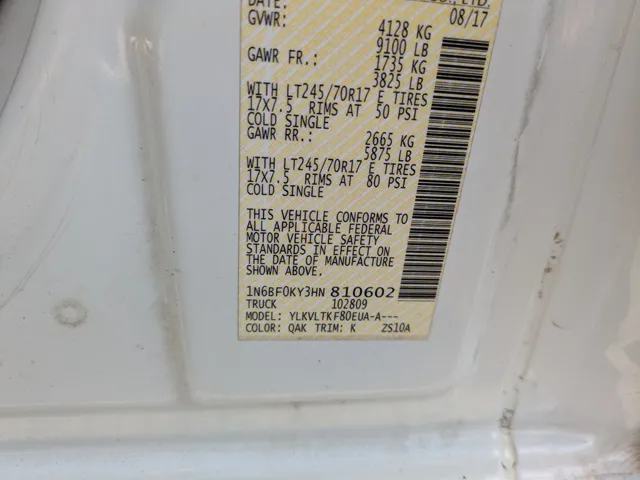 DATE: 08/17
GVWR: 4128 KG
9100 LB
GAWR FR.: 1735 KG
3825 LB
WITH LT245/70R17 E TIRES
17X7.5 RIMS AT 50 PSI
COLD SINGLE
GAWR RR.: 2665 KG
5875 LB
WITH LT245/70R17 E TIRES
17X7.5 RIMS AT 80 PSI
COLD SINGLE
THIS VEHICLE CONFORMS TO
ALL APPLICABLE FEDERAL
MOTOR VEHICLE SAFETY
STANDARDS IN EFFECT ON
THE DATE OF MANUFACTURE
SHOWN ABOVE.
1N6BF0KY3HN 810602
TRUCK 102809
MODEL: YLKVLTKF80EUA-A---
COLOR: QAK TRIM: K ZS10A